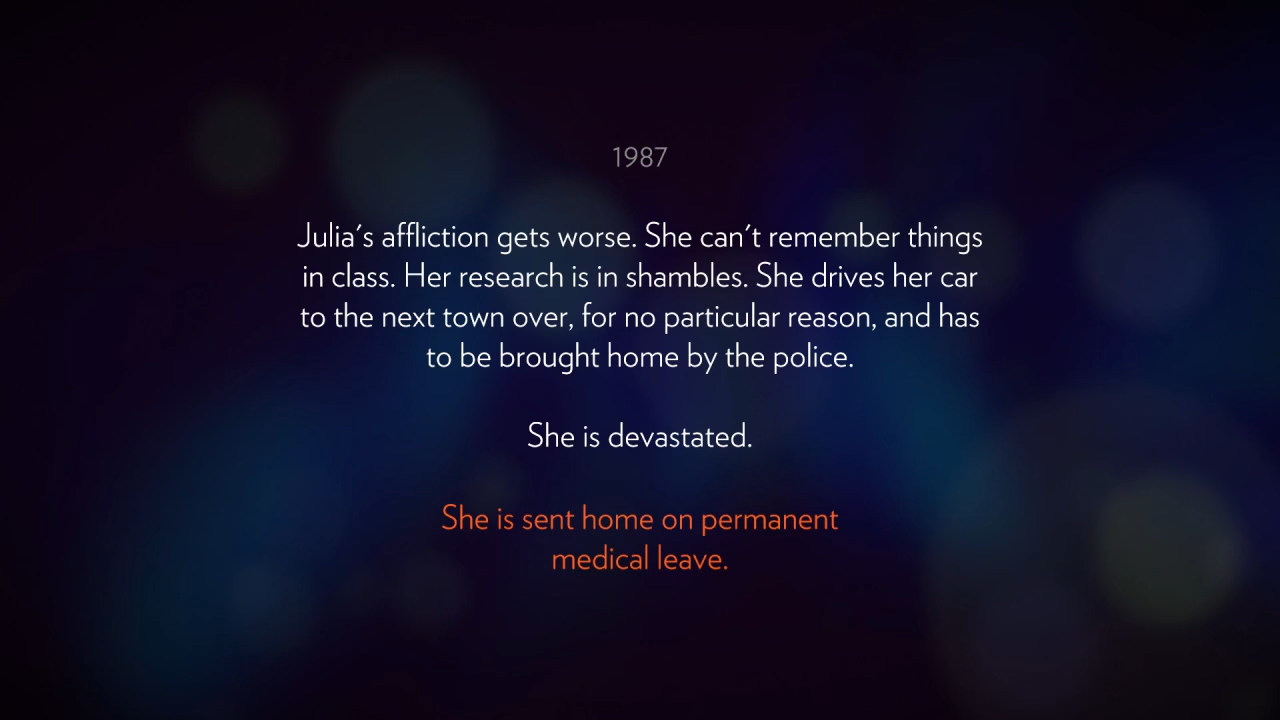 1987
Julia's affliction gets worse. She can't remember things
in class. Her research is in shambles. She drives her car
to the next town over, for no particular reason, and has
to be brought home by the police.
She is devastated.
She is sent home on permanent
medical leave.